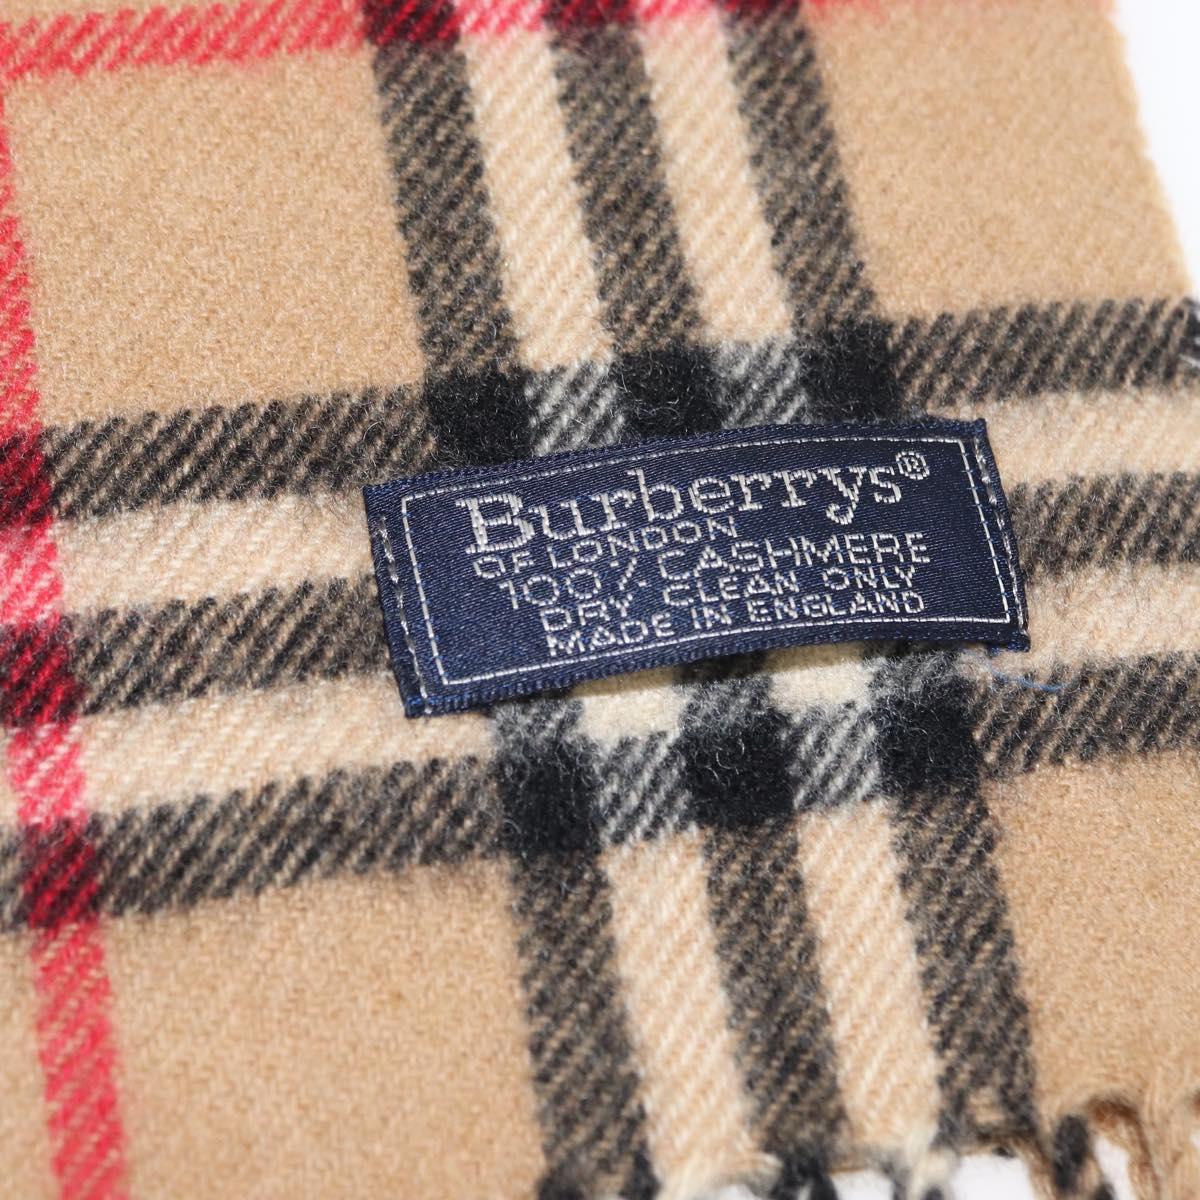 Burberrys®
OF LONDON
100% CASHMERE
DRY CLEAN ONLY
MADE IN ENGLAND